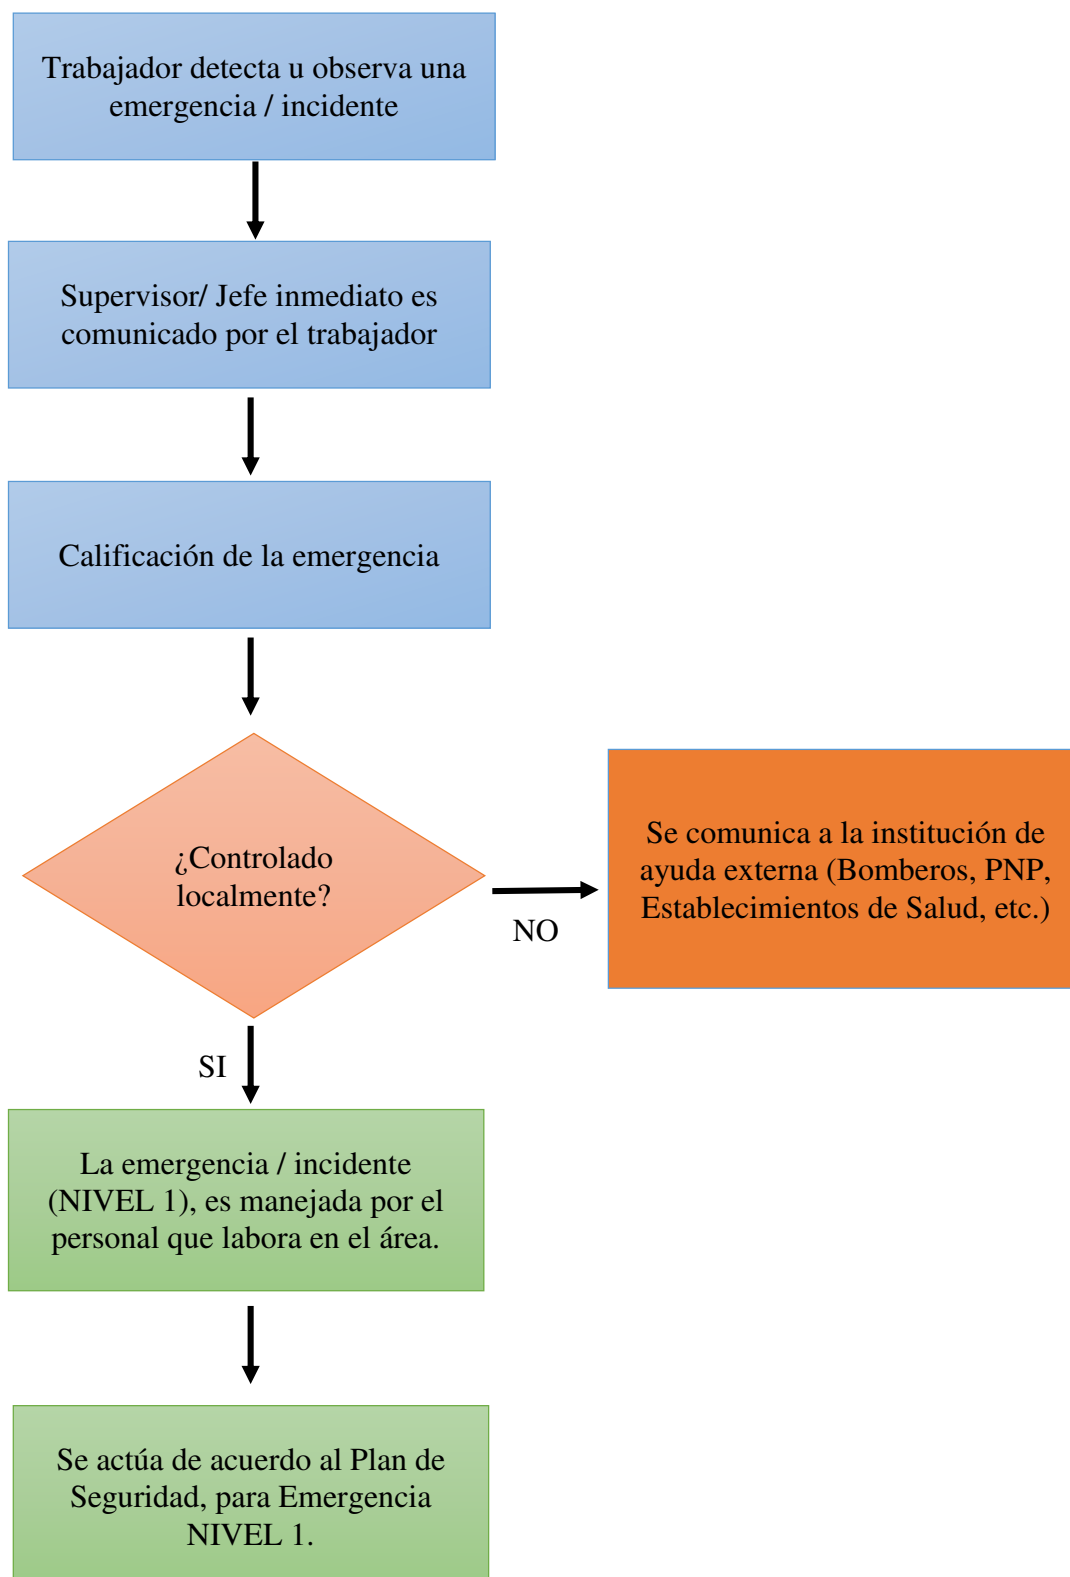 Trabajador detecta u observa una
emergencia / incidente
Supervisor/ Jefe inmediato es
comunicado por el trabajador
Calificación de la emergencia
¿Controlado
localmente?
NO
Se comunica a la institución de
ayuda externa (Bomberos, PNP,
Establecimientos de Salud, etc.)
SI
La emergencia / incidente
(NIVEL 1), es manejada por el
personal que labora en el área.
Se actúa de acuerdo al Plan de
Seguridad, para Emergencia
NIVEL 1.